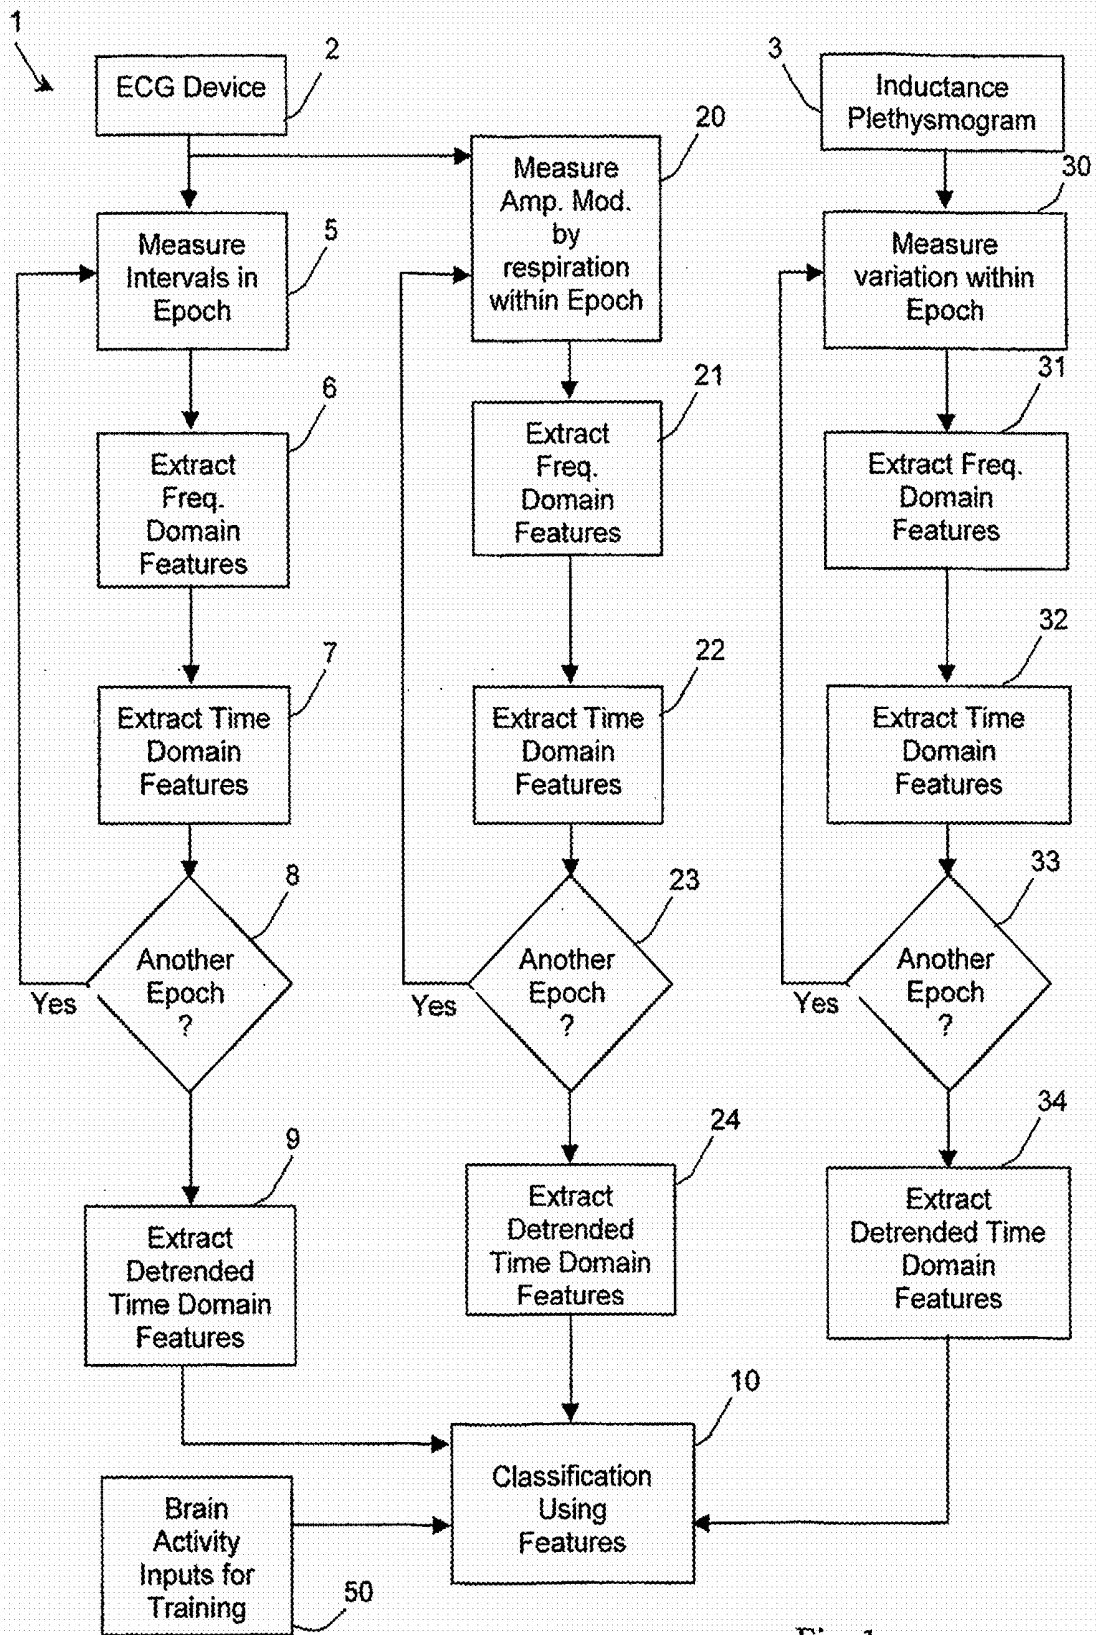 1
2
ECG Device
3
Inductance
Plethysmogram
20
Measure
Amp. Mod.
by
respiration
within Epoch
30
Measure
variation within
Epoch
5
Measure
Intervals in
Epoch
6
Extract
Freq.
Domain
Features
21
Extract
Freq.
Domain
Features
31
Extract Freq.
Domain
Features
7
Extract Time
Domain
Features
22
Extract Time
Domain
Features
32
Extract Time
Domain
Features
8
Another
Epoch
?
Yes
23
Another
Epoch
?
Yes
33
Another
Epoch
?
Yes
9
Extract
Detrended
Time Domain
Features
24
Extract
Detrended
Time Domain
Features
34
Extract
Detrended Time
Domain
Features
10
Classification
Using
Features
Brain
Activity
Inputs for
Training
50